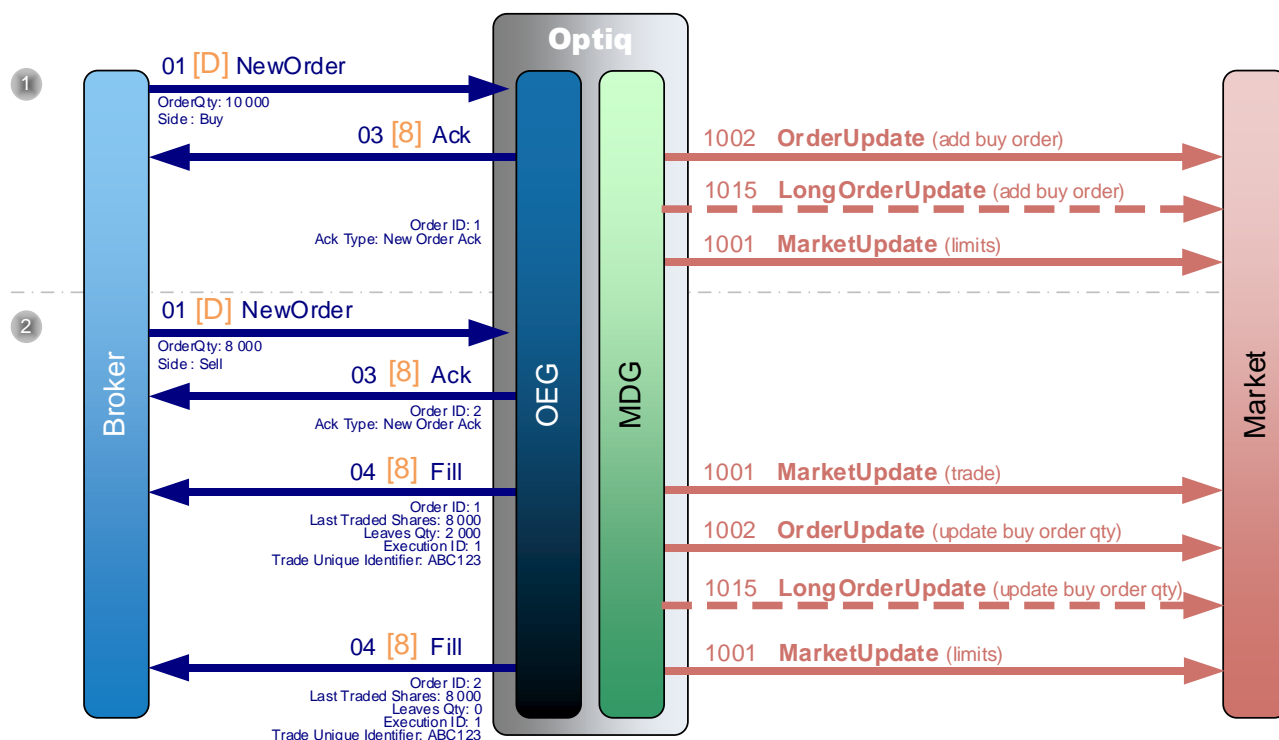 Optiq
1
01 [D] NewOrder
OrderQty: 10 000
Side : Buy
03 [8] Ack
1002 OrderUpdate (add buy order)
1015 LongOrderUpdate (add buy order)
Order ID: 1
Ack Type: New Order Ack
1001 MarketUpdate (limits)
2
01 [D] NewOrder
OrderQty: 8 000
Side : Sell
03 [8] Ack
Order ID: 2
Ack Type: New Order Ack
Broker
OEG
MDG
Market
04 [8] Fill
1001 MarketUpdate (trade)
Order ID: 1
Last Traded Shares: 8 000
Leaves Qty: 2 000
Execution ID: 1
Trade Unique Identifier: ABC123
1002 OrderUpdate (update buy order qty)
1015 LongOrderUpdate (update buy order qty)
04 [8] Fill
1001 MarketUpdate (limits)
Order ID: 2
Last Traded Shares: 8 000
Leaves Qty: 0
Execution ID: 1
Trade Unique Identifier: ABC123